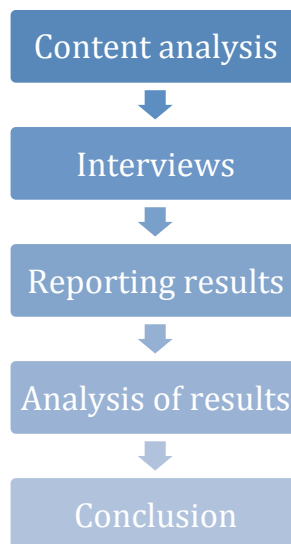 Content analysis
Interviews
Reporting results
Analysis of results
Conclusion